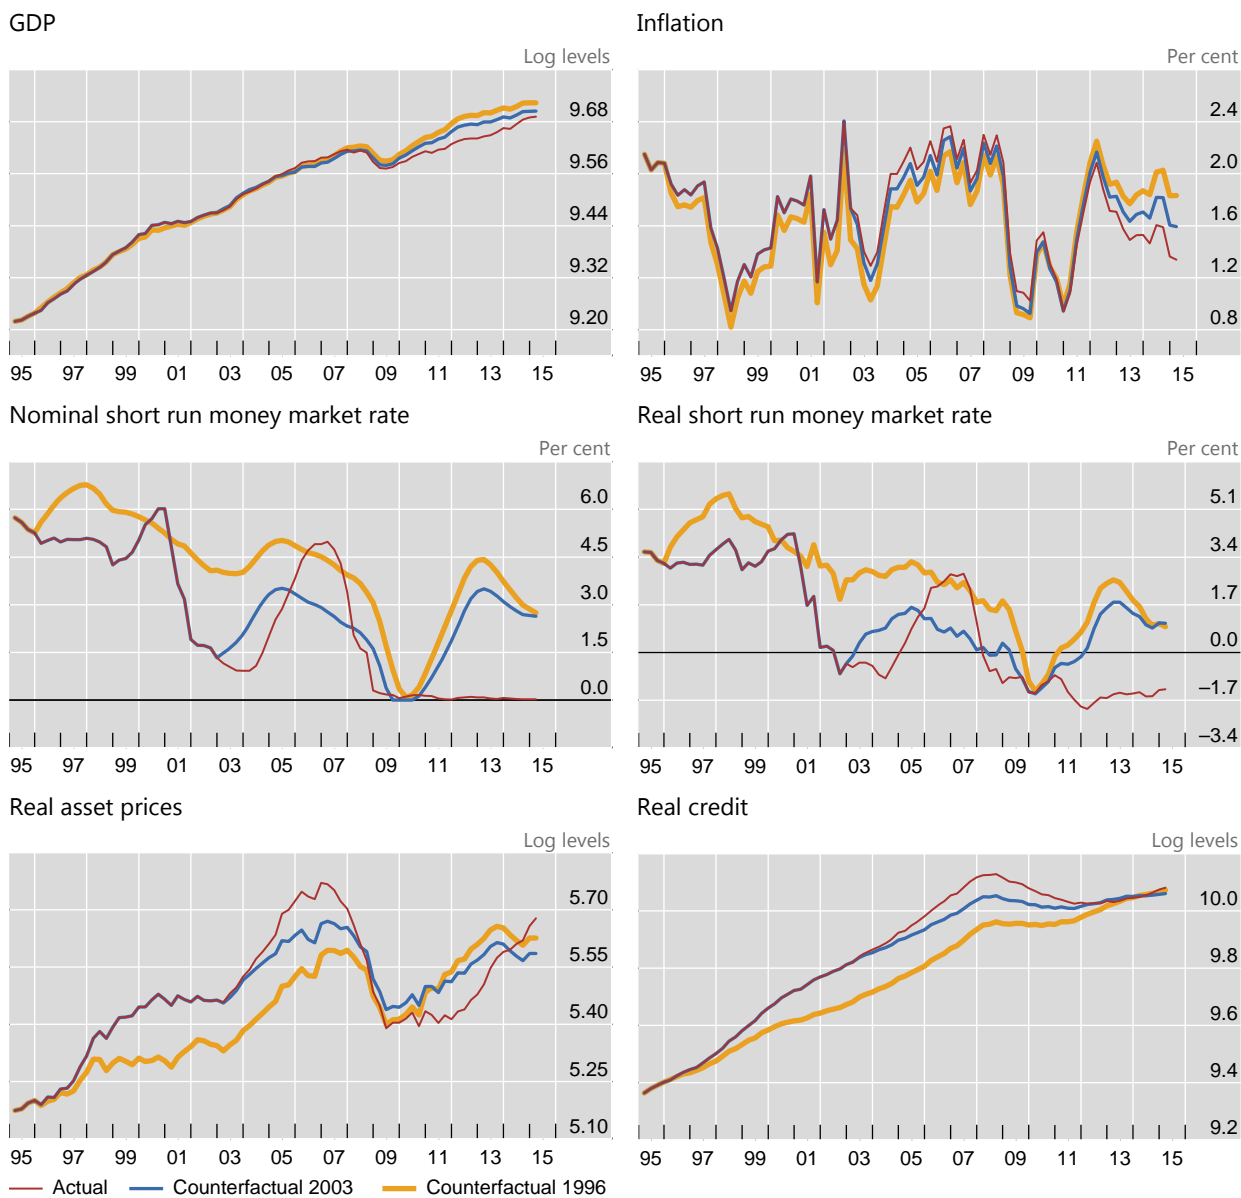 GDP
Log levels
9.68
9.56
9.44
9.32
9.20
95 97 99 01 03 05 07 09 11 13 15
Inflation
Per cent
2.4
2.0
1.6
1.2
0.8
95 97 99 01 03 05 07 09 11 13 15
Nominal short run money market rate
Per cent
6.0
4.5
3.0
1.5
0.0
95 97 99 01 03 05 07 09 11 13 15
Real short run money market rate
Per cent
5.1
3.4
1.7
0.0
–1.7
–3.4
95 97 99 01 03 05 07 09 11 13 15
Real asset prices
Log levels
5.70
5.55
5.40
5.25
5.10
95 97 99 01 03 05 07 09 11 13 15
Real credit
Log levels
10.0
9.8
9.6
9.4
9.2
95 97 99 01 03 05 07 09 11 13 15
Actual Counterfactual 2003 Counterfactual 1996